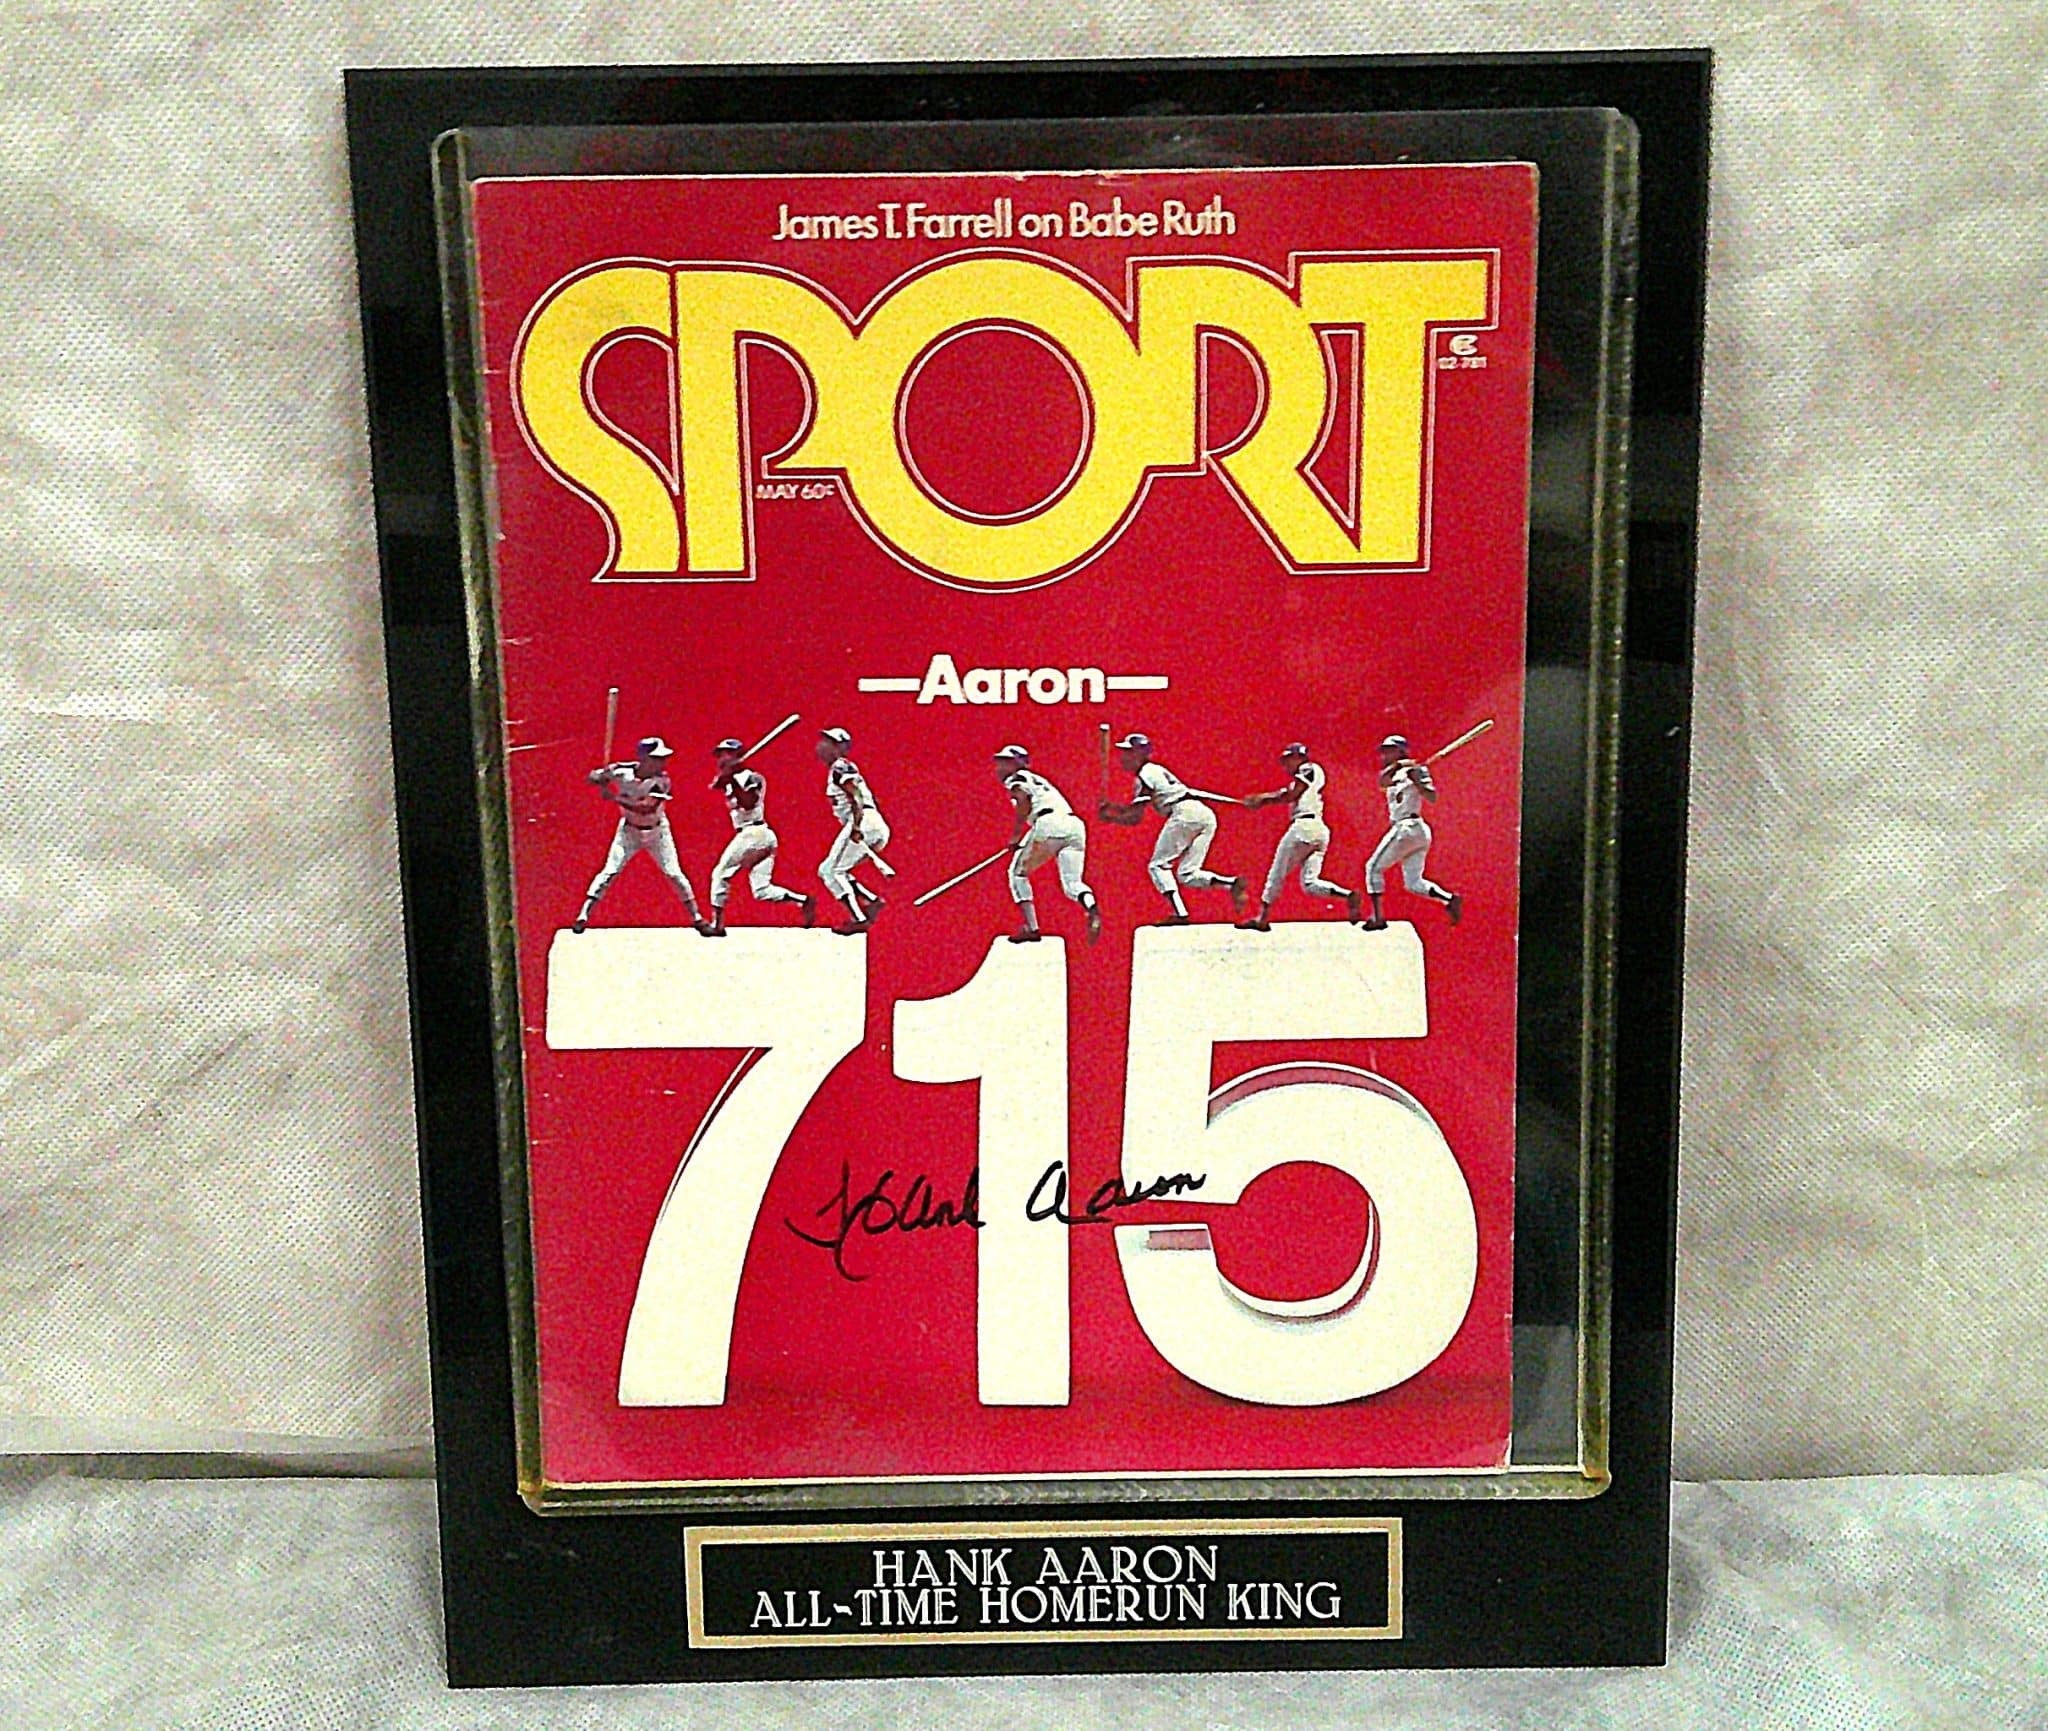 James T. Farrell on Babe Ruth
SPORT
MAY 60¢
—Aaron—
715
Hank Aaron
HANK AARON
ALL-TIME HOMERUN KING